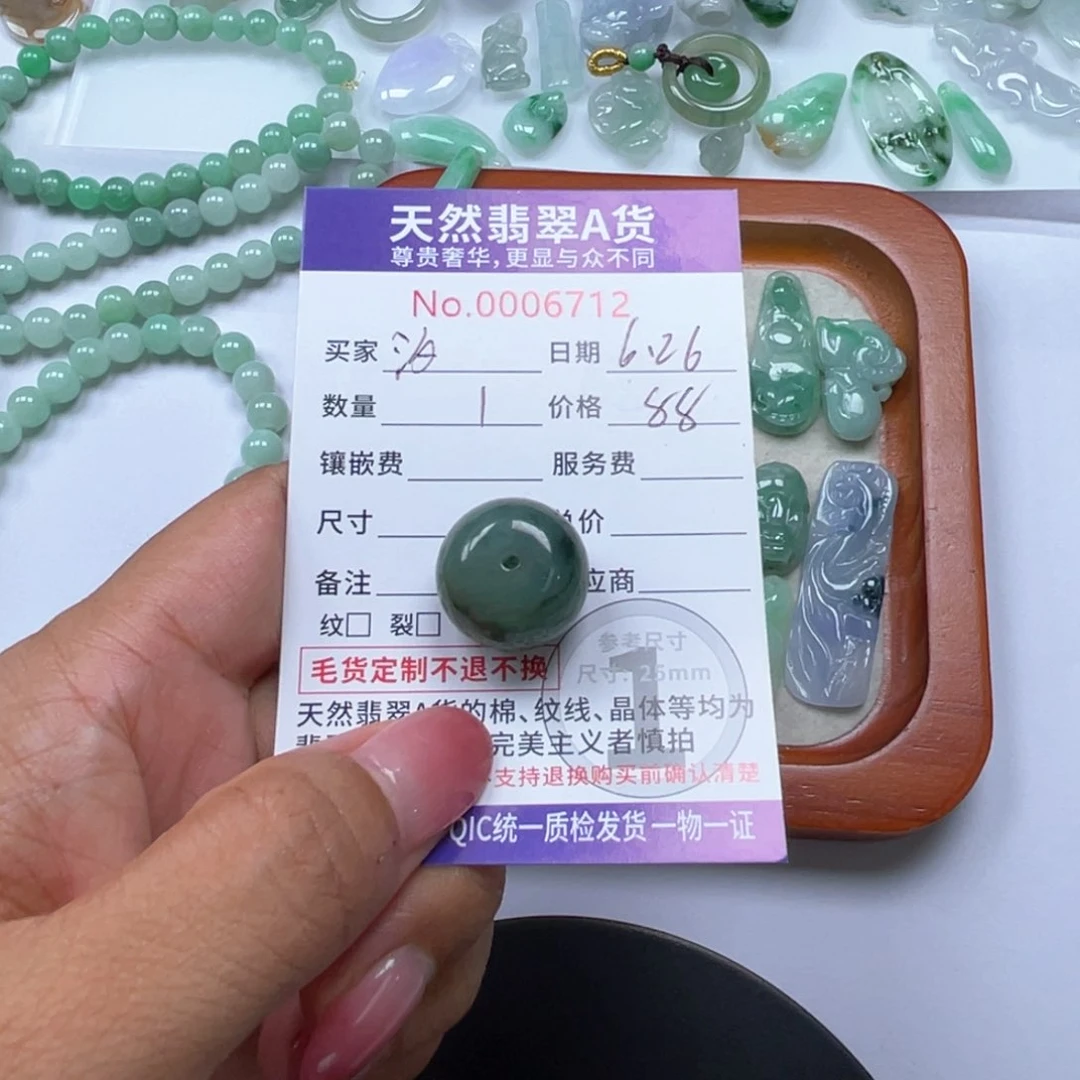 天然翡翠A货
尊贵奢华,更显与众不同
No.0006712
买家 日期 6.26
数量 1 价格 88
镶嵌费 服务费
尺寸 价
备注 应商
纹□ 裂□
参考尺寸
尺寸: 25mm
1
毛货定制不退不换
天然翡翠A货的棉、纹线、晶体等均为
完美主义者慎拍
支持退换购买前确认清楚
QIC统一质检发货一物一证